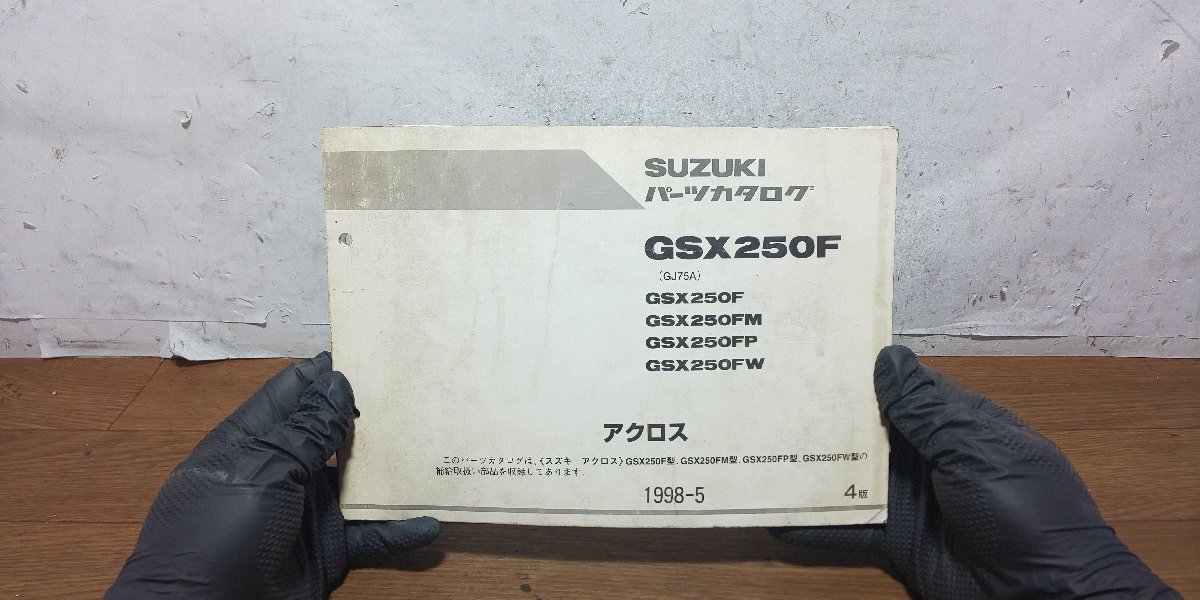 SUZUKI
パーツカタログ
GSX250F
(GJ75A)
GSX250F
GSX250FM
GSX250FP
GSX250FW
アクロス
このパーツカタログは、《スズキ アクロス》GSX250F型、GSX250FM型、GSX250FP型、GSX250FW型の
補給取扱い部品を収録してあります。
1998-5
4版